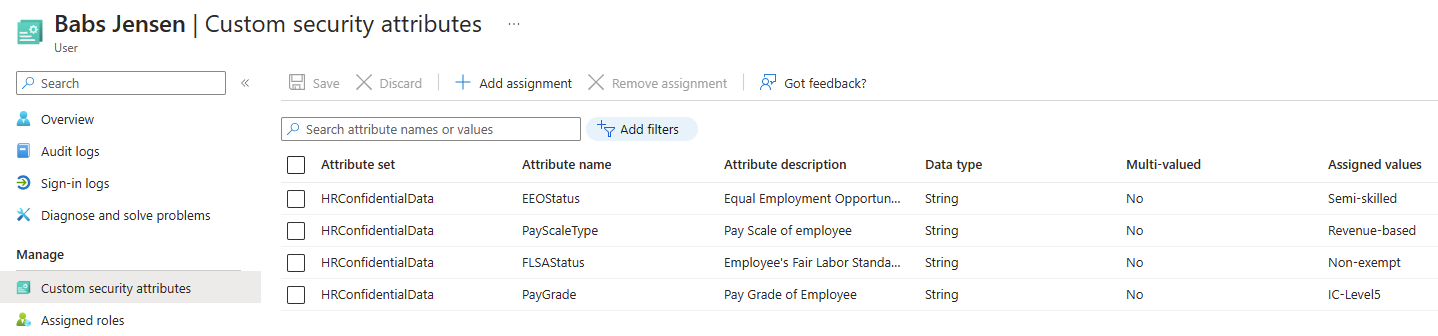 Babs Jensen | Custom security attributes ...
User
Search «
Save Discard + Add assignment Remove assignment Got feedback?
Overview
Audit logs
Sign-in logs
Diagnose and solve problems
Manage
Custom security attributes
Assigned roles
Search attribute names or values Add filters
Attribute set Attribute name Attribute description Data type Multi-valued Assigned values
HRConfidentialData EEOStatus Equal Employment Opportun... String No Semi-skilled
HRConfidentialData PayScaleType Pay Scale of employee String No Revenue-based
HRConfidentialData FLSAStatus Employee's Fair Labor Standa... String No Non-exempt
HRConfidentialData PayGrade Pay Grade of Employee String No IC-Level5